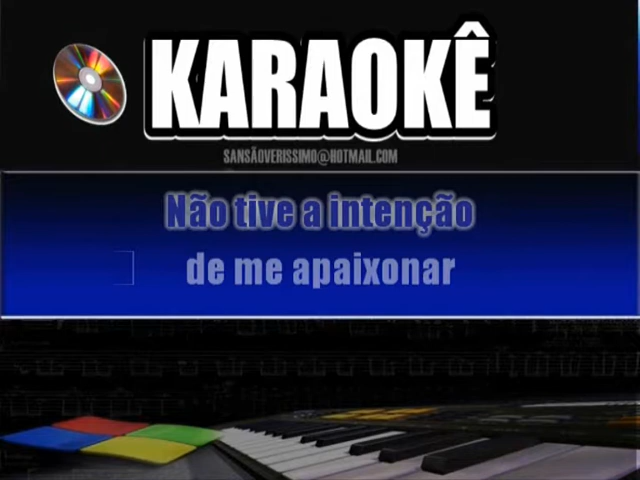 KARAOKÊ
SANSÃOVERISSIMO@HOTMAIL.COM
Não tive a intenção
de me apaixonar